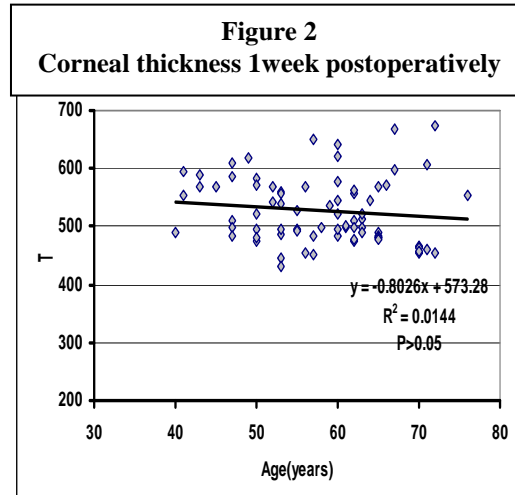 Figure 2
Corneal thickness 1week postoperatively
700
600
500
400
300
200
T
y = -0.8026x + 573.28
R² = 0.0144
P>0.05
30 40 50 60 70 80
Age(years)